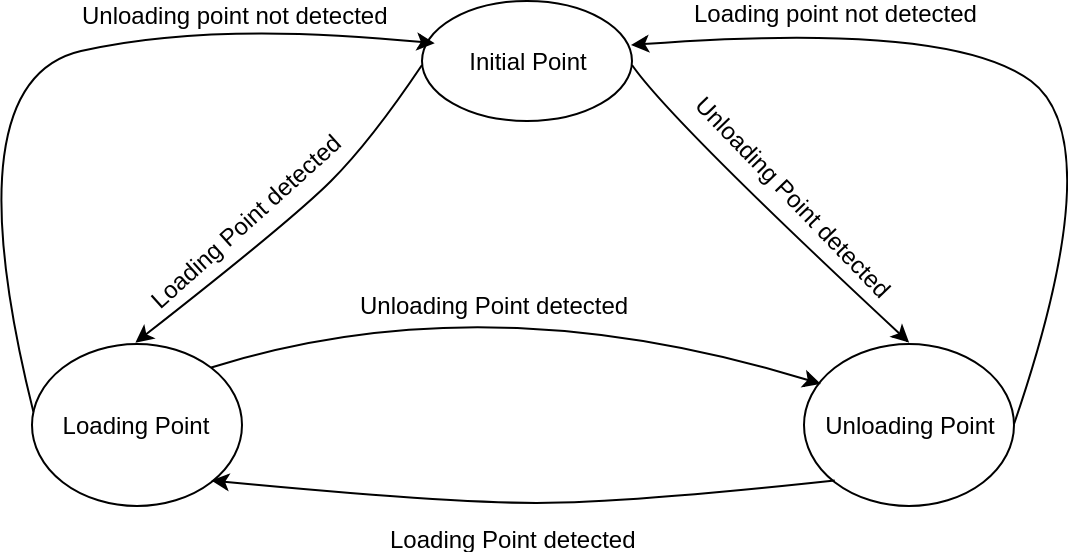 Unloading point not detected
Loading point not detected
Initial Point
Loading Point detected
Unloading Point detected
Unloading Point detected
Loading Point
Unloading Point
Loading Point detected